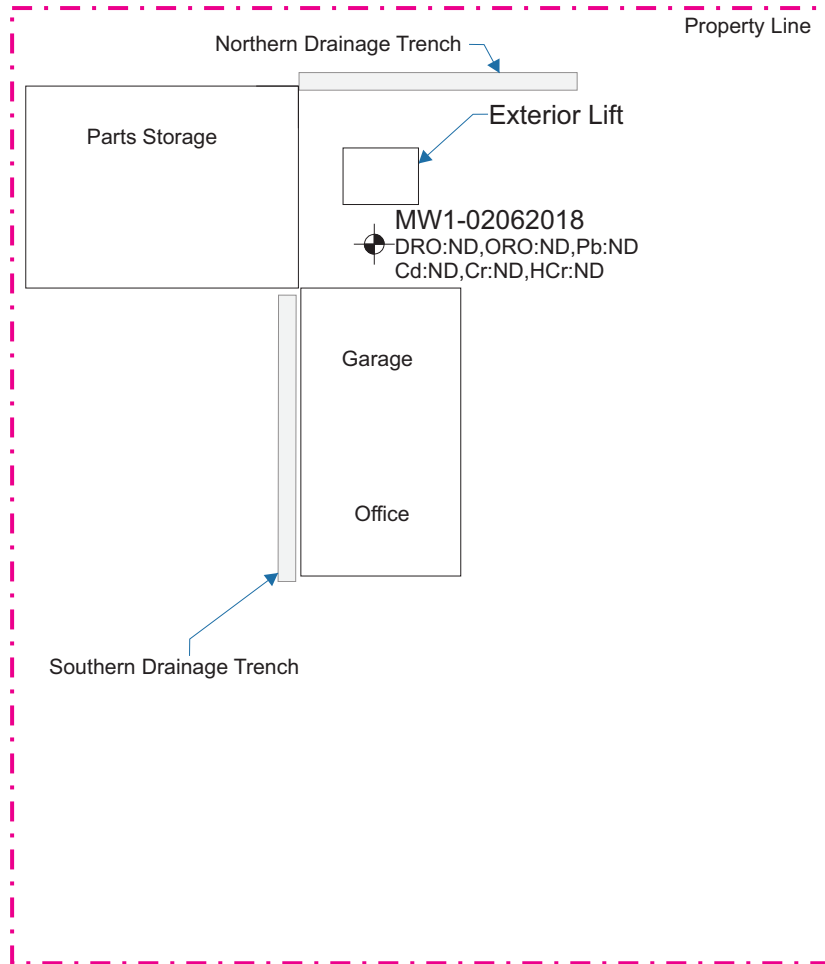 Property Line
Northern Drainage Trench
Exterior Lift
Parts Storage
MW1-02062018
DRO:ND,ORO:ND,Pb:ND
Cd:ND,Cr:ND,HCr:ND
Garage
Office
Southern Drainage Trench